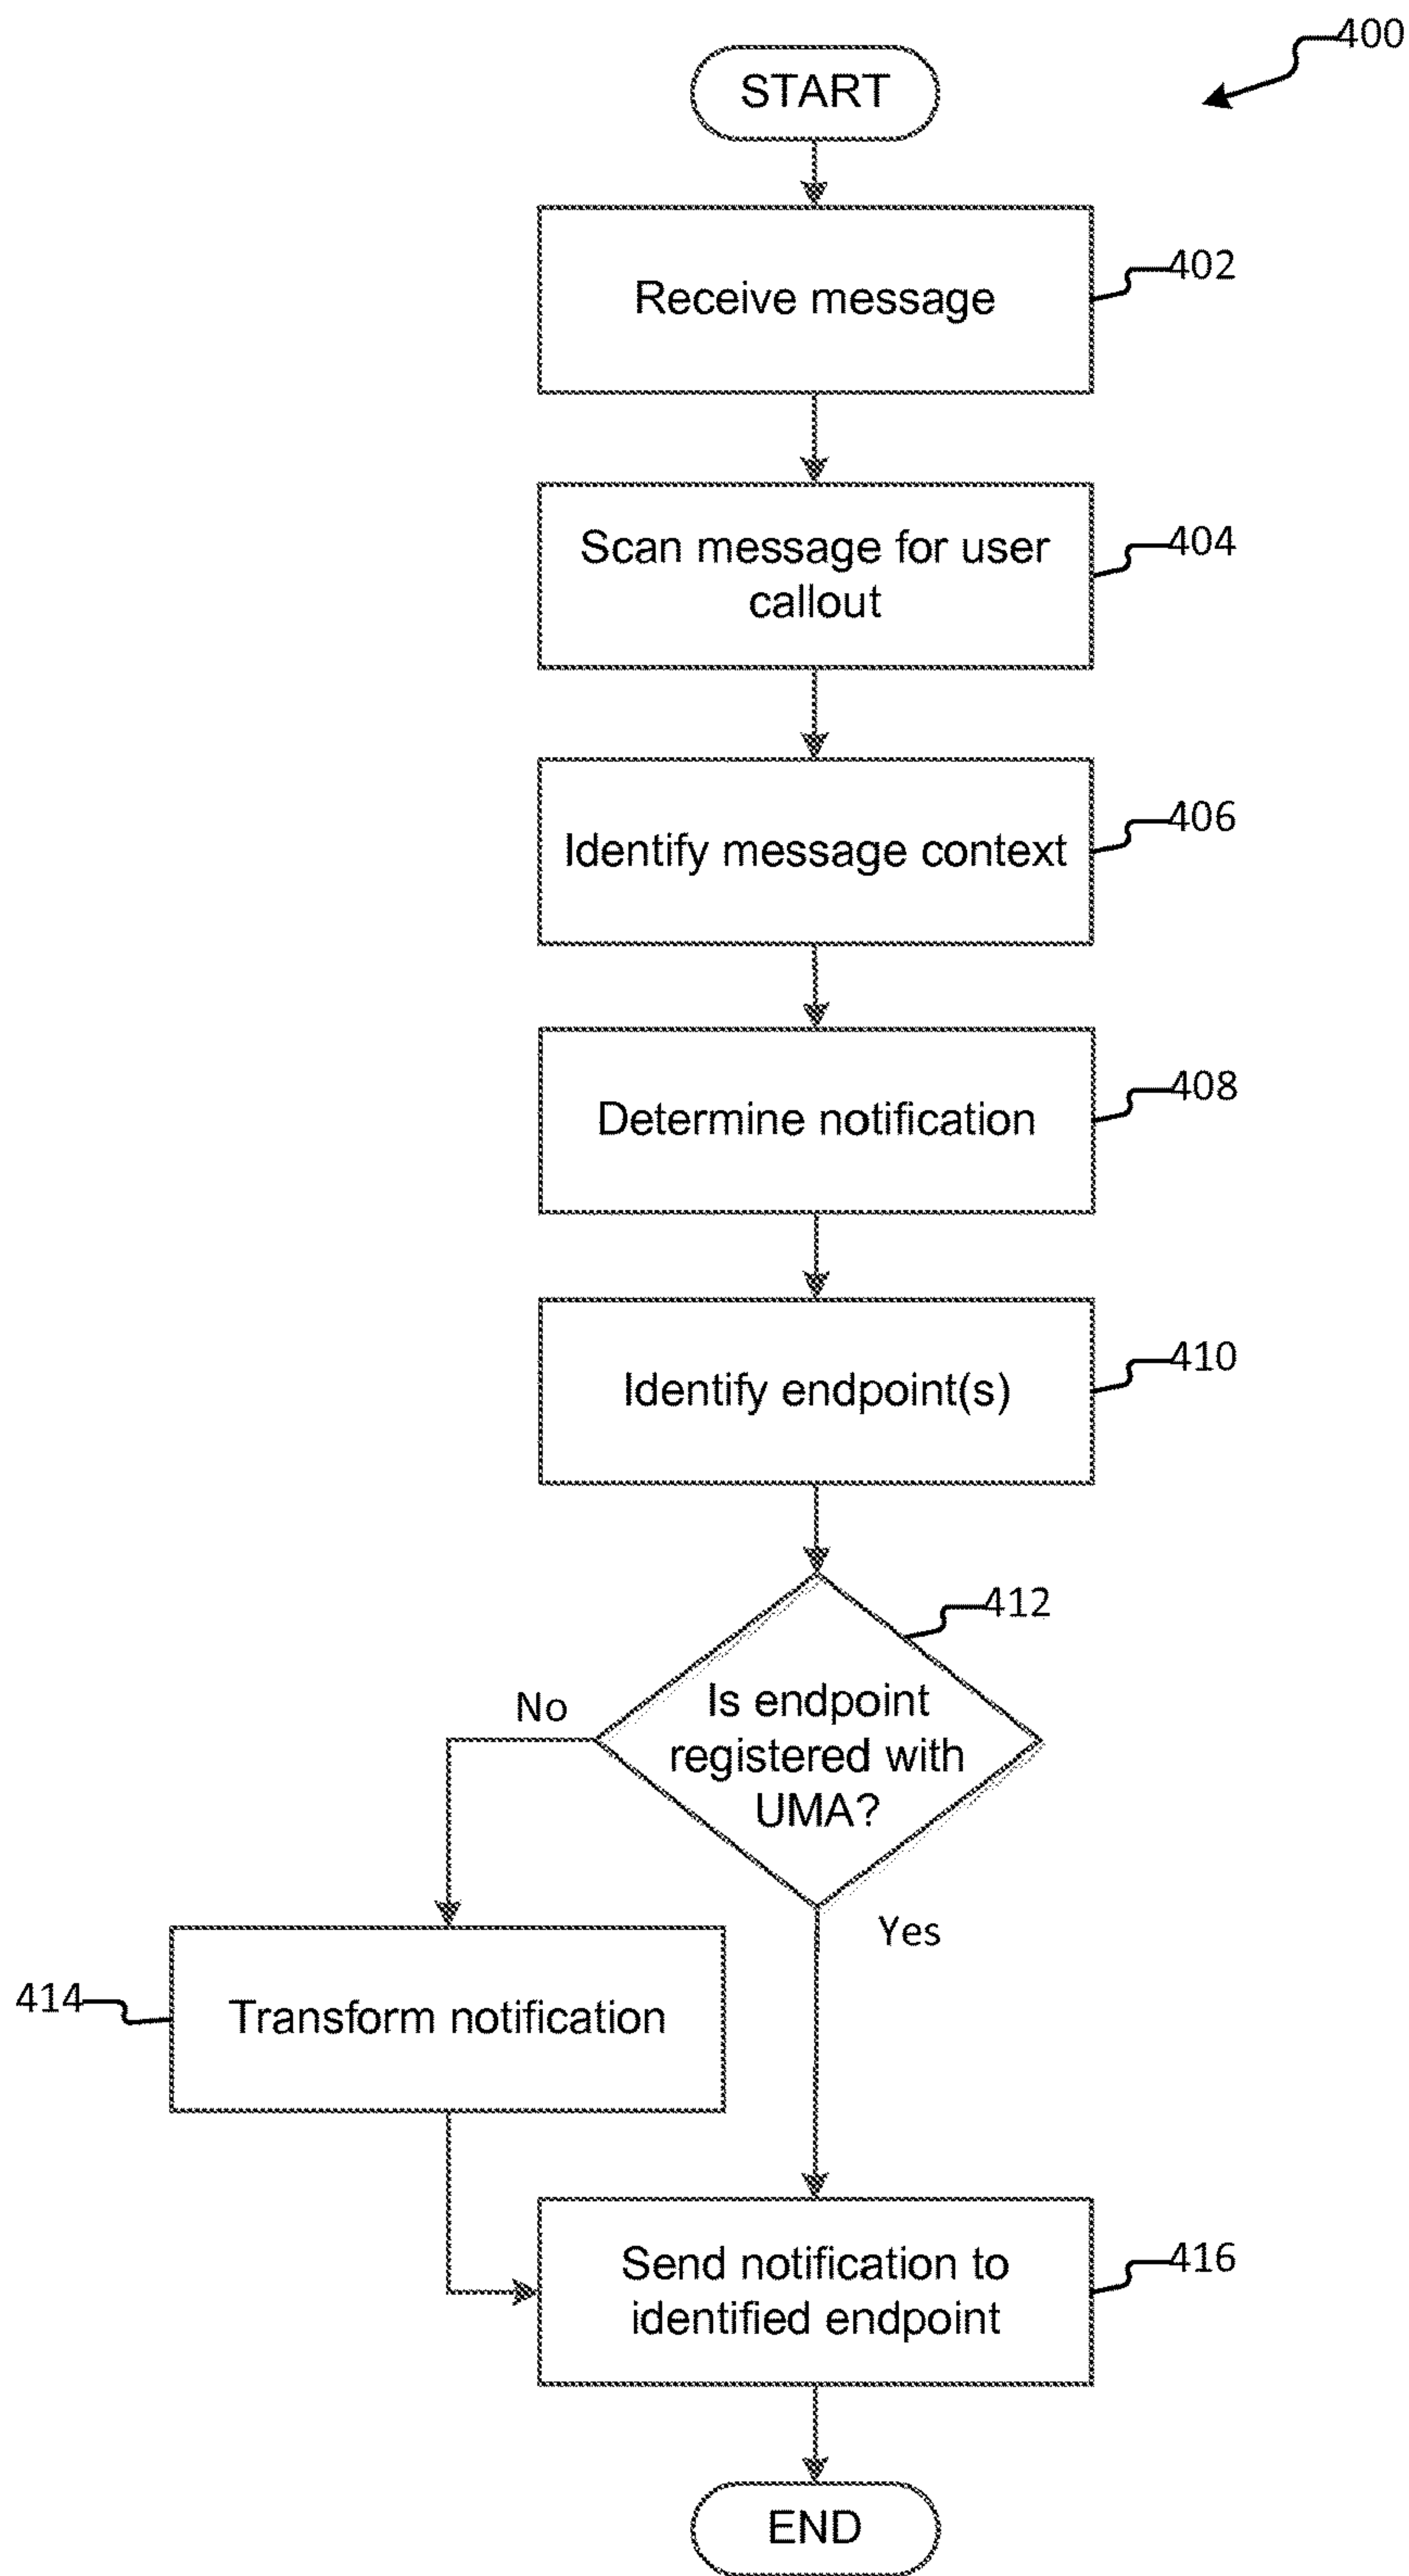 400
START
Receive message
402
Scan message for user
callout
404
Identify message context
406
Determine notification
408
Identify endpoint(s)
410
412
Is endpoint
registered with
UMA?
No
Yes
414
Transform notification
Send notification to
identified endpoint
416
END